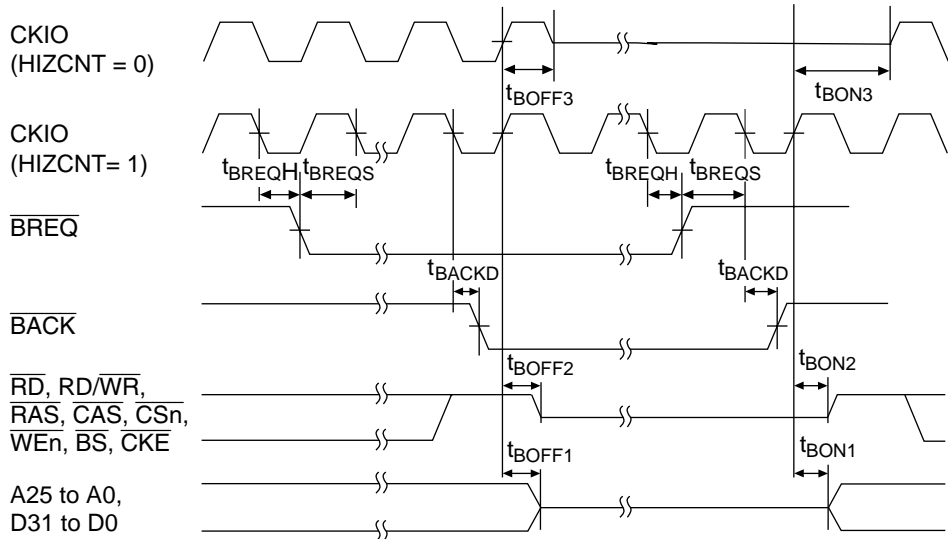 CKIO
(HIZCNT = 0)
tBOFF3
tBON3
CKIO
(HIZCNT= 1)
tBREQH tBREQS
tBREQH tBREQS
BREQ
tBACKD
tBACKD
BACK
tBOFF2
tBON2
RD, RD/WR,
RAS, CAS, CSn,
WEn, BS, CKE
tBOFF1
tBON1
A25 to A0,
D31 to D0